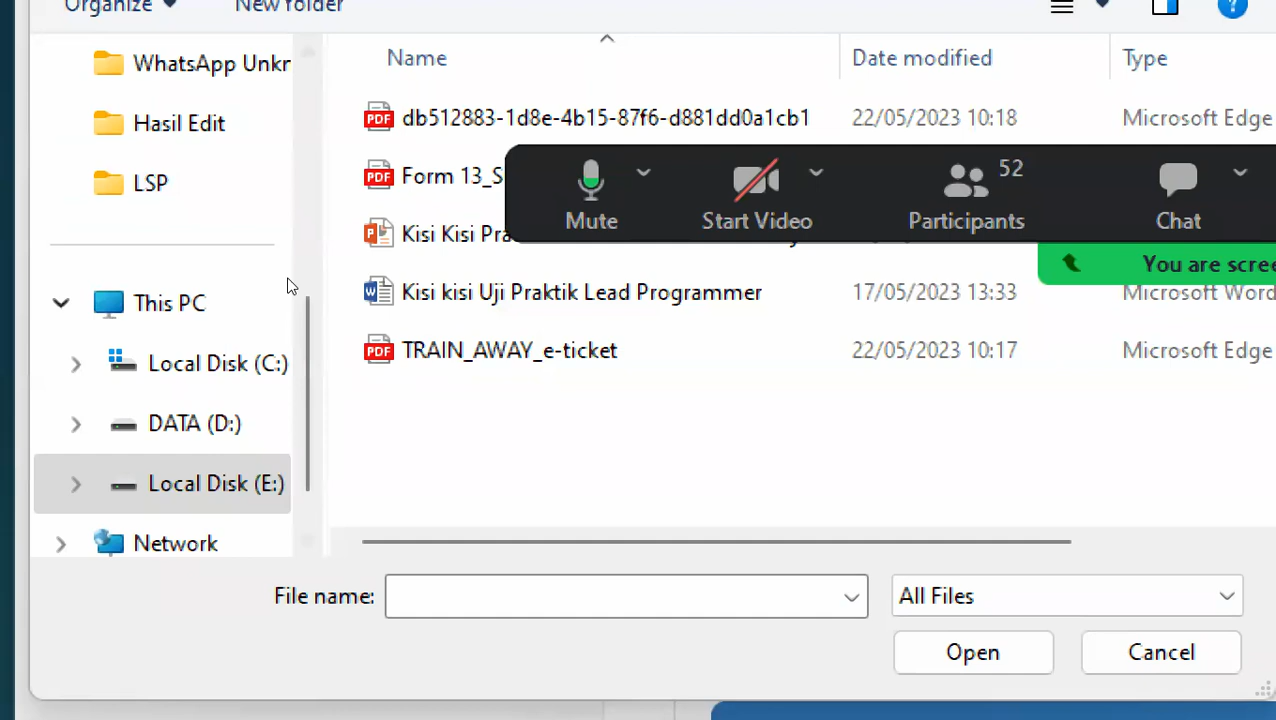 Organize
New folder
WhatsApp Unkr
Hasil Edit
LSP
This PC
Local Disk (C:)
DATA (D:)
Local Disk (E:)
Network
Name Date modified Type
db512883-1d8e-4b15-87f6-d881dd0a1cb1 22/05/2023 10:18 Microsoft Edge
Form 13_S
Kisi Kisi Pra
Kisi kisi Uji Praktik Lead Programmer 17/05/2023 13:33 Microsoft Word
TRAIN_AWAY_e-ticket 22/05/2023 10:17 Microsoft Edge
52
Mute Start Video Participants Chat
You are scree
File name: All Files
Open Cancel